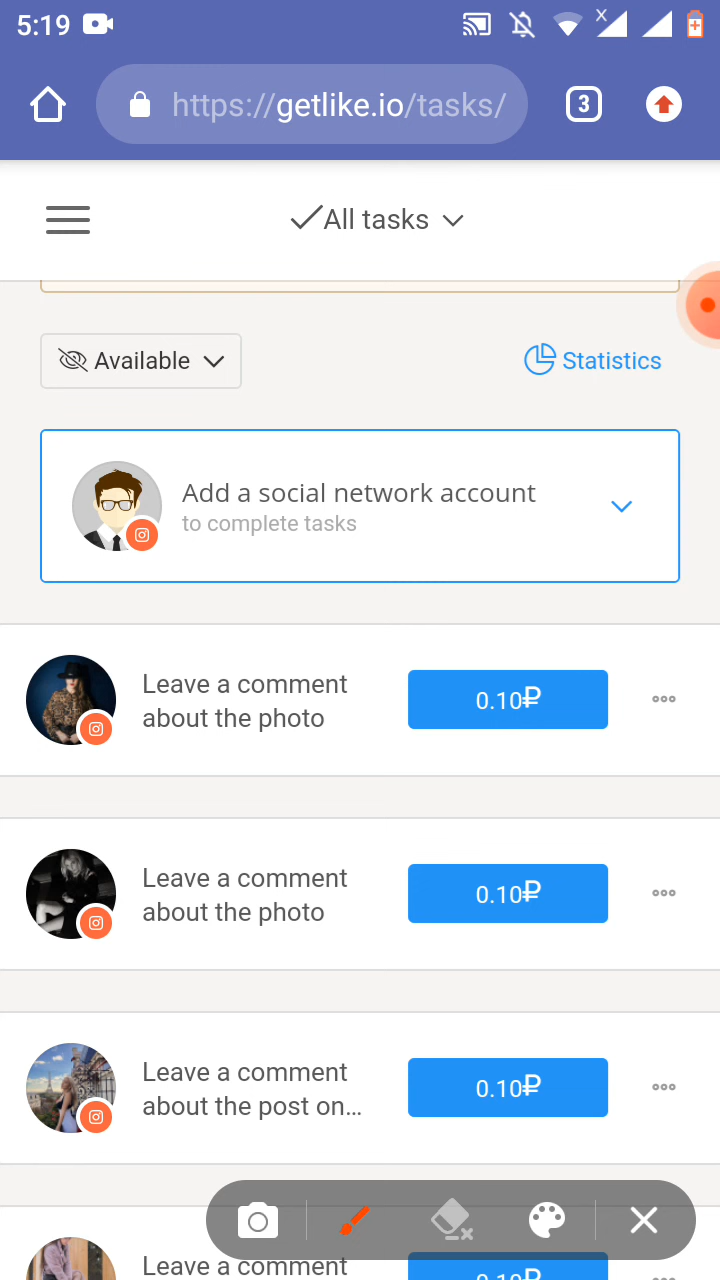 5:19
https://getlike.io/tasks/
3
All tasks
Available
Statistics
Add a social network account
to complete tasks
Leave a comment
about the photo
0.10₽
Leave a comment
about the photo
0.10₽
Leave a comment
about the post on...
0.10₽
Leave a comment
0.10₽